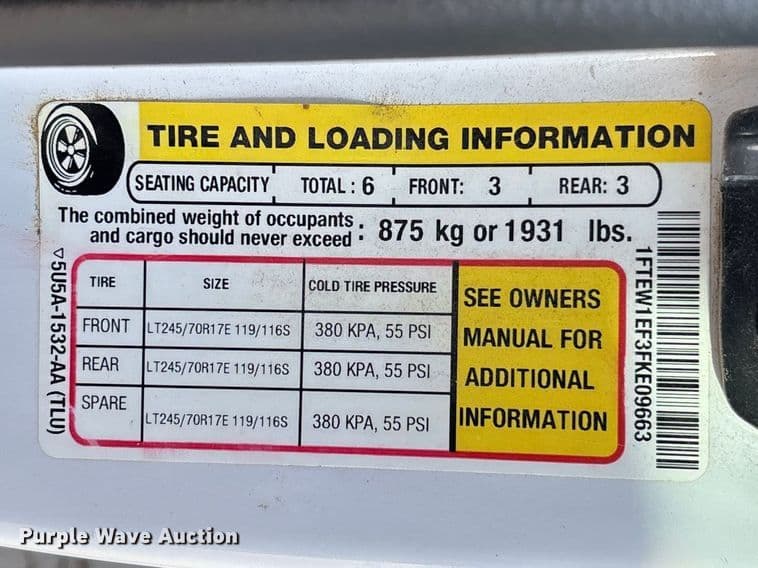 TIRE AND LOADING INFORMATION
SEATING CAPACITY TOTAL : 6 FRONT: 3 REAR: 3
The combined weight of occupants
and cargo should never exceed : 875 kg or 1931 lbs.
TIRE SIZE COLD TIRE PRESSURE
FRONT LT245/70R17E 119/116S 380 KPA, 55 PSI
REAR LT245/70R17E 119/116S 380 KPA, 55 PSI
SPARE LT245/70R17E 119/116S 380 KPA, 55 PSI
SEE OWNERS
MANUAL FOR
ADDITIONAL
INFORMATION
5U5A-1532-AA (TLU)
1FTEW1EF3FKE09663
Purple Wave Auction